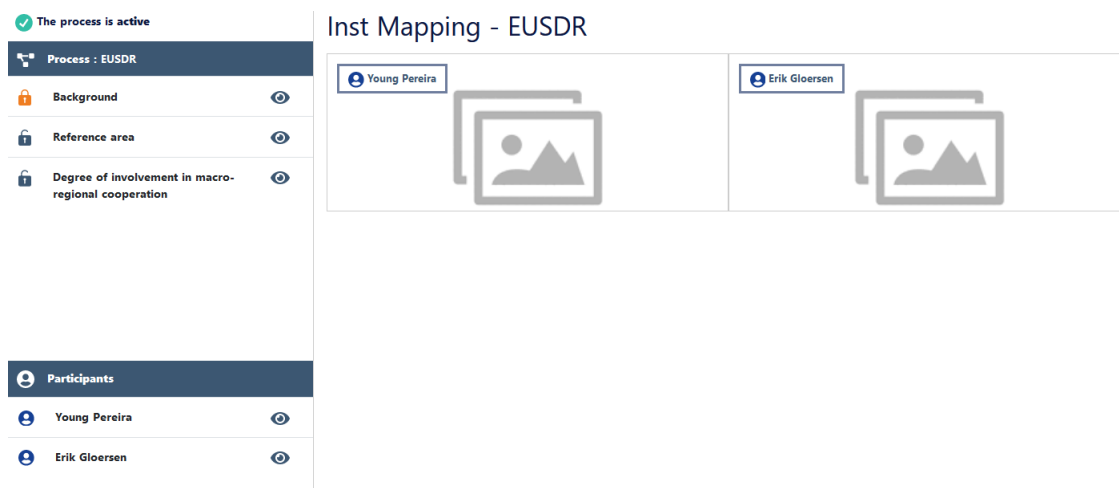 The process is active
Process : EUSDR
Background
Reference area
Degree of involvement in macro-
regional cooperation
Participants
Young Pereira
Erik Gloersen
Inst Mapping - EUSDR
Young Pereira
Erik Gloersen